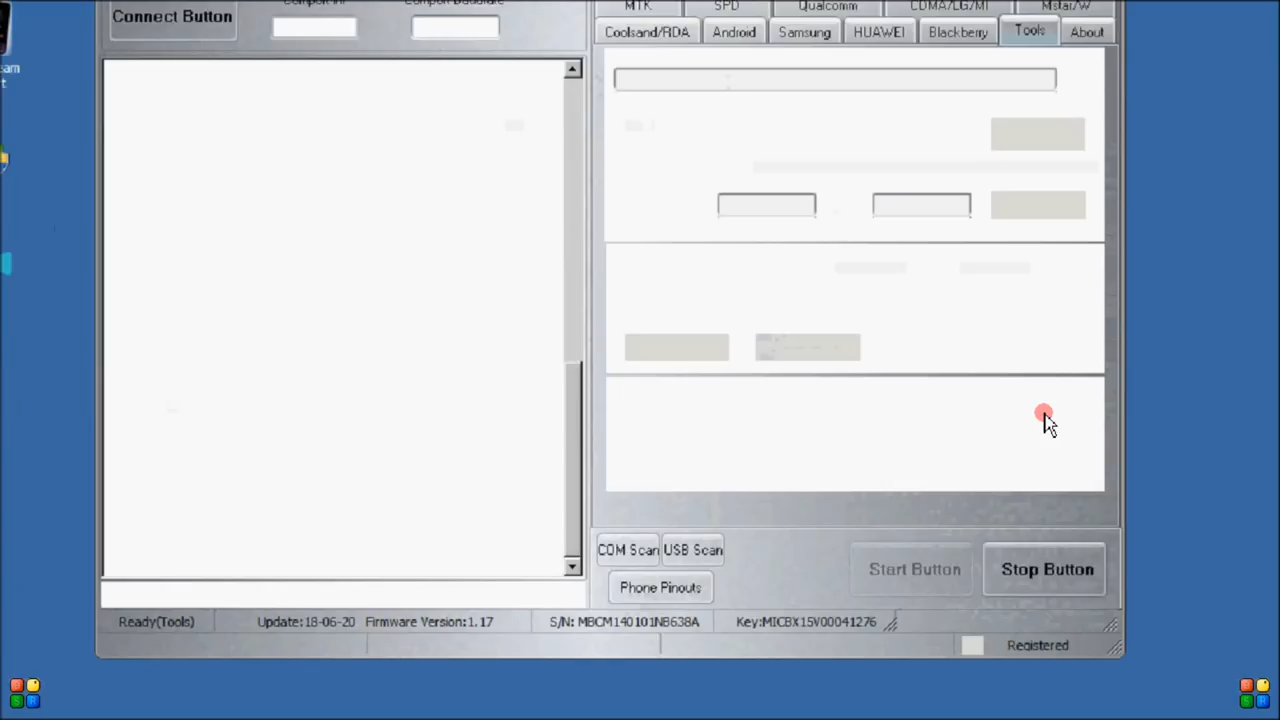 MTK SPD Qualcomm CDMA/LG/MI Mstar/W
Connect Button
Coolsand/RDA Android Samsung HUAWEI Blackberry Tools About
am
t
COM Scan USB Scan
Start Button Stop Button
Phone Pinouts
Ready(Tools) Update:18-06-20 Firmware Version:1.17 S/N: MBCM140101NB638A Key:MICBX15V00041276
Registered